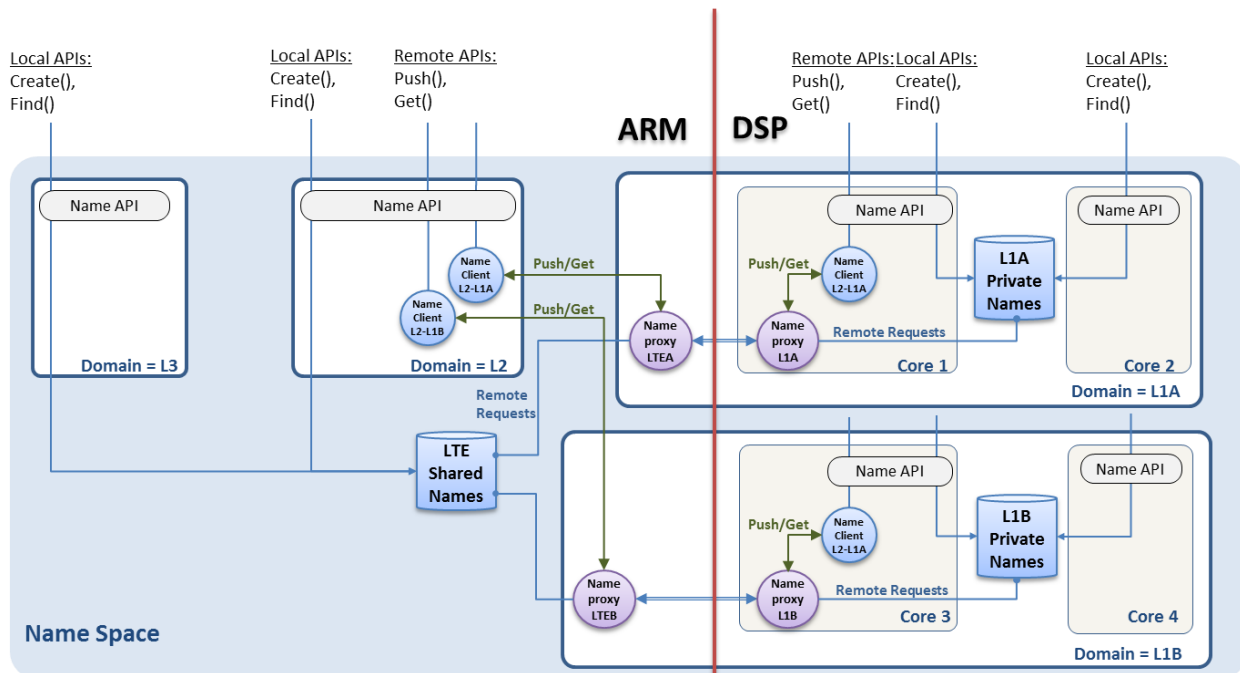 Local APIs:
Create(),
Find()
Local APIs:
Create(),
Find()
Remote APIs:
Push(),
Get()
Remote APIs:
Push(),
Get()
Local APIs:
Create(),
Find()
Local APIs:
Create(),
Find()
ARM
DSP
Name API
Domain = L3
Name API
Name
Client
L2-L1A
Name
Client
L2-L1B
Domain = L2
Push/Get
Push/Get
Name
proxy
LTEA
Name API
Push/Get
Name
Client
L2-L1A
Name
proxy
L1A
Remote Requests
Core 1
L1A
Private
Names
Name API
Core 2
Domain = L1A
Remote
Requests
LTE
Shared
Names
Name API
Push/Get
Name
Client
L2-L1A
Name
proxy
LTEB
Name
proxy
L1B
Remote Requests
Core 3
L1B
Private
Names
Name API
Core 4
Domain = L1B
Name Space